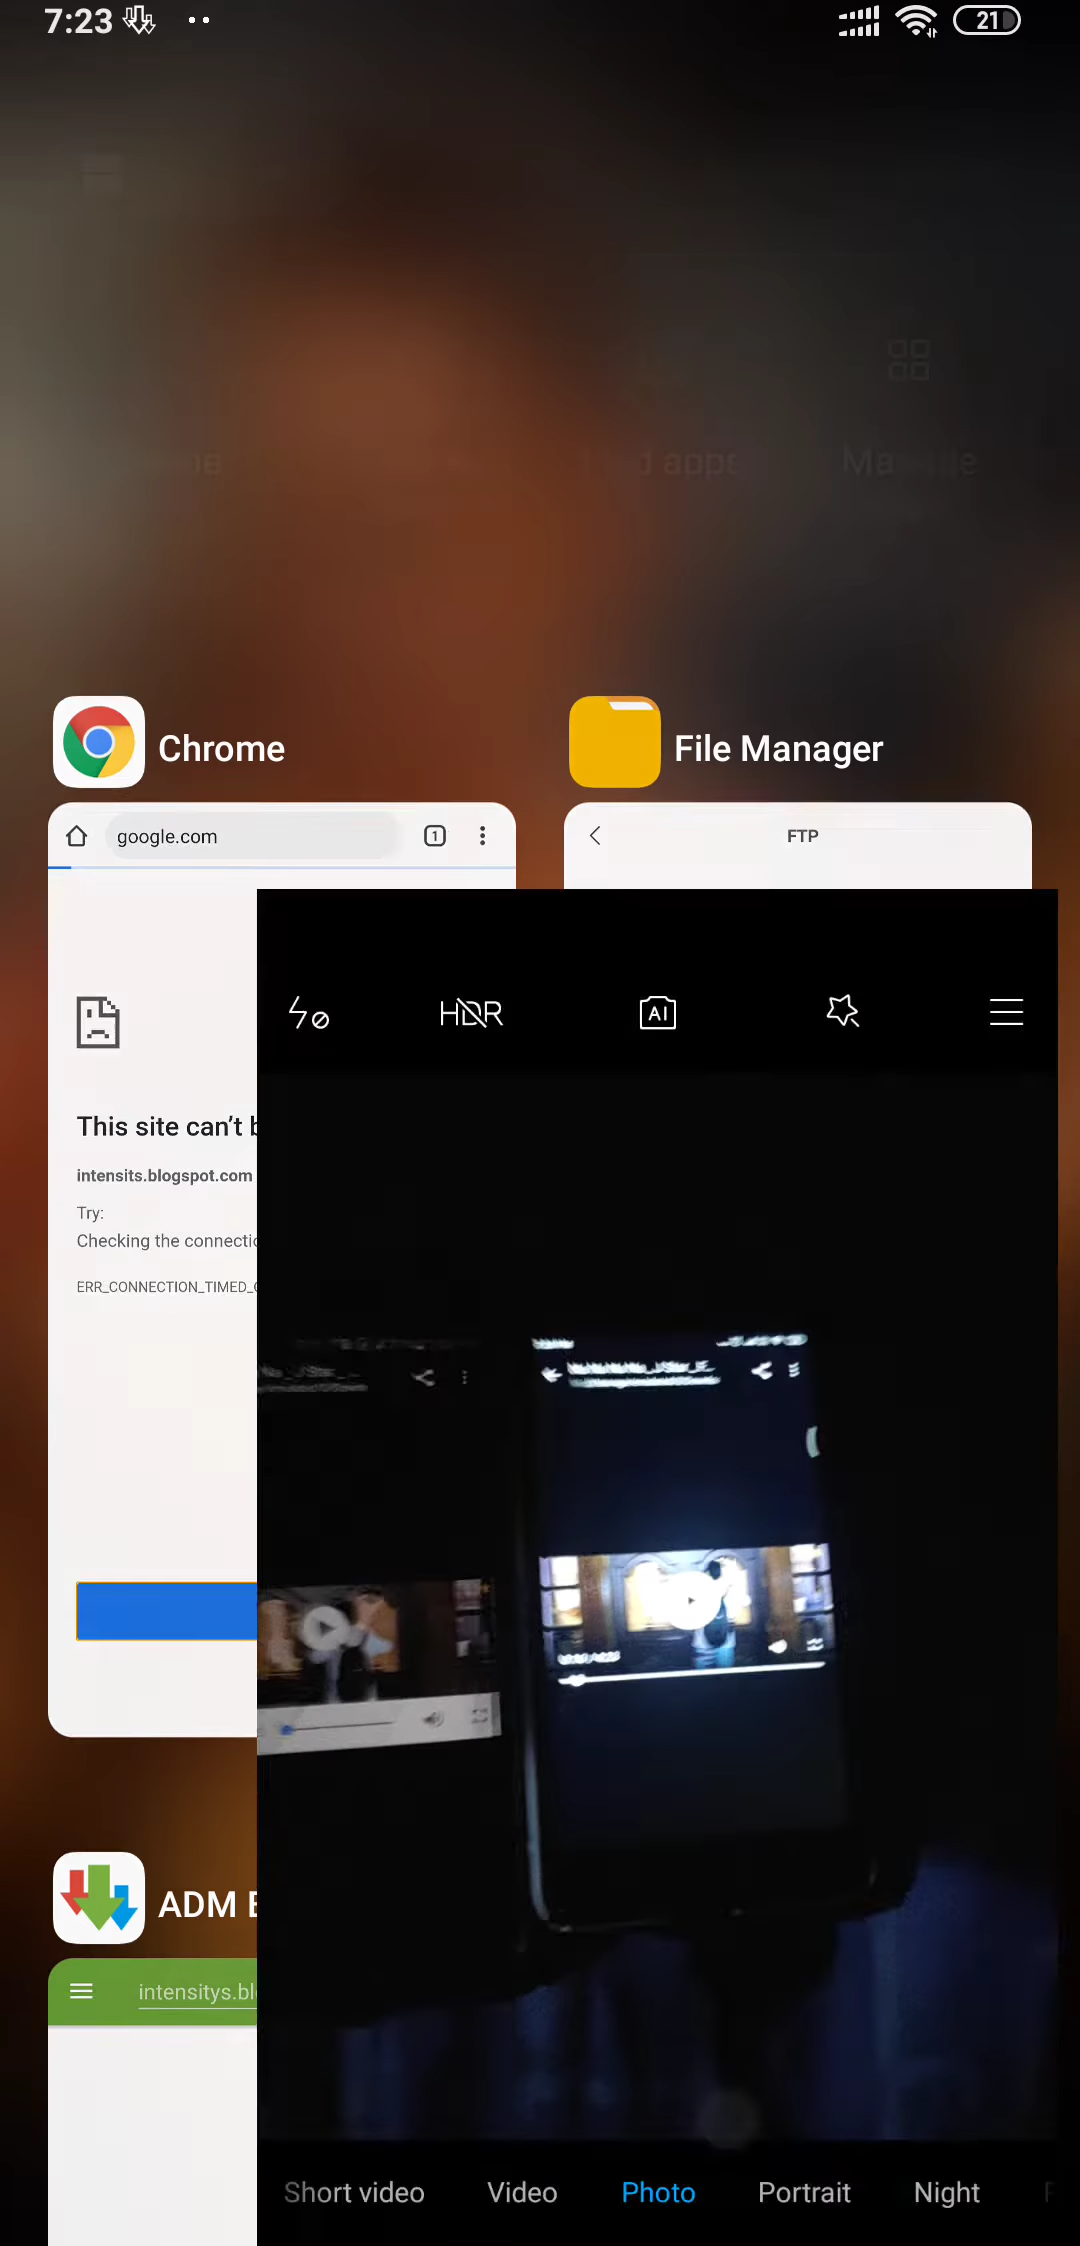 7:23
21
Chrome
File Manager
google.com
1
FTP
HDR
AI
This site can't b
intensits.blogspot.com
Try:
Checking the connectio
ERR_CONNECTION_TIMED_
ADM E
intensitys.bl
Short video
Video
Photo
Portrait
Night